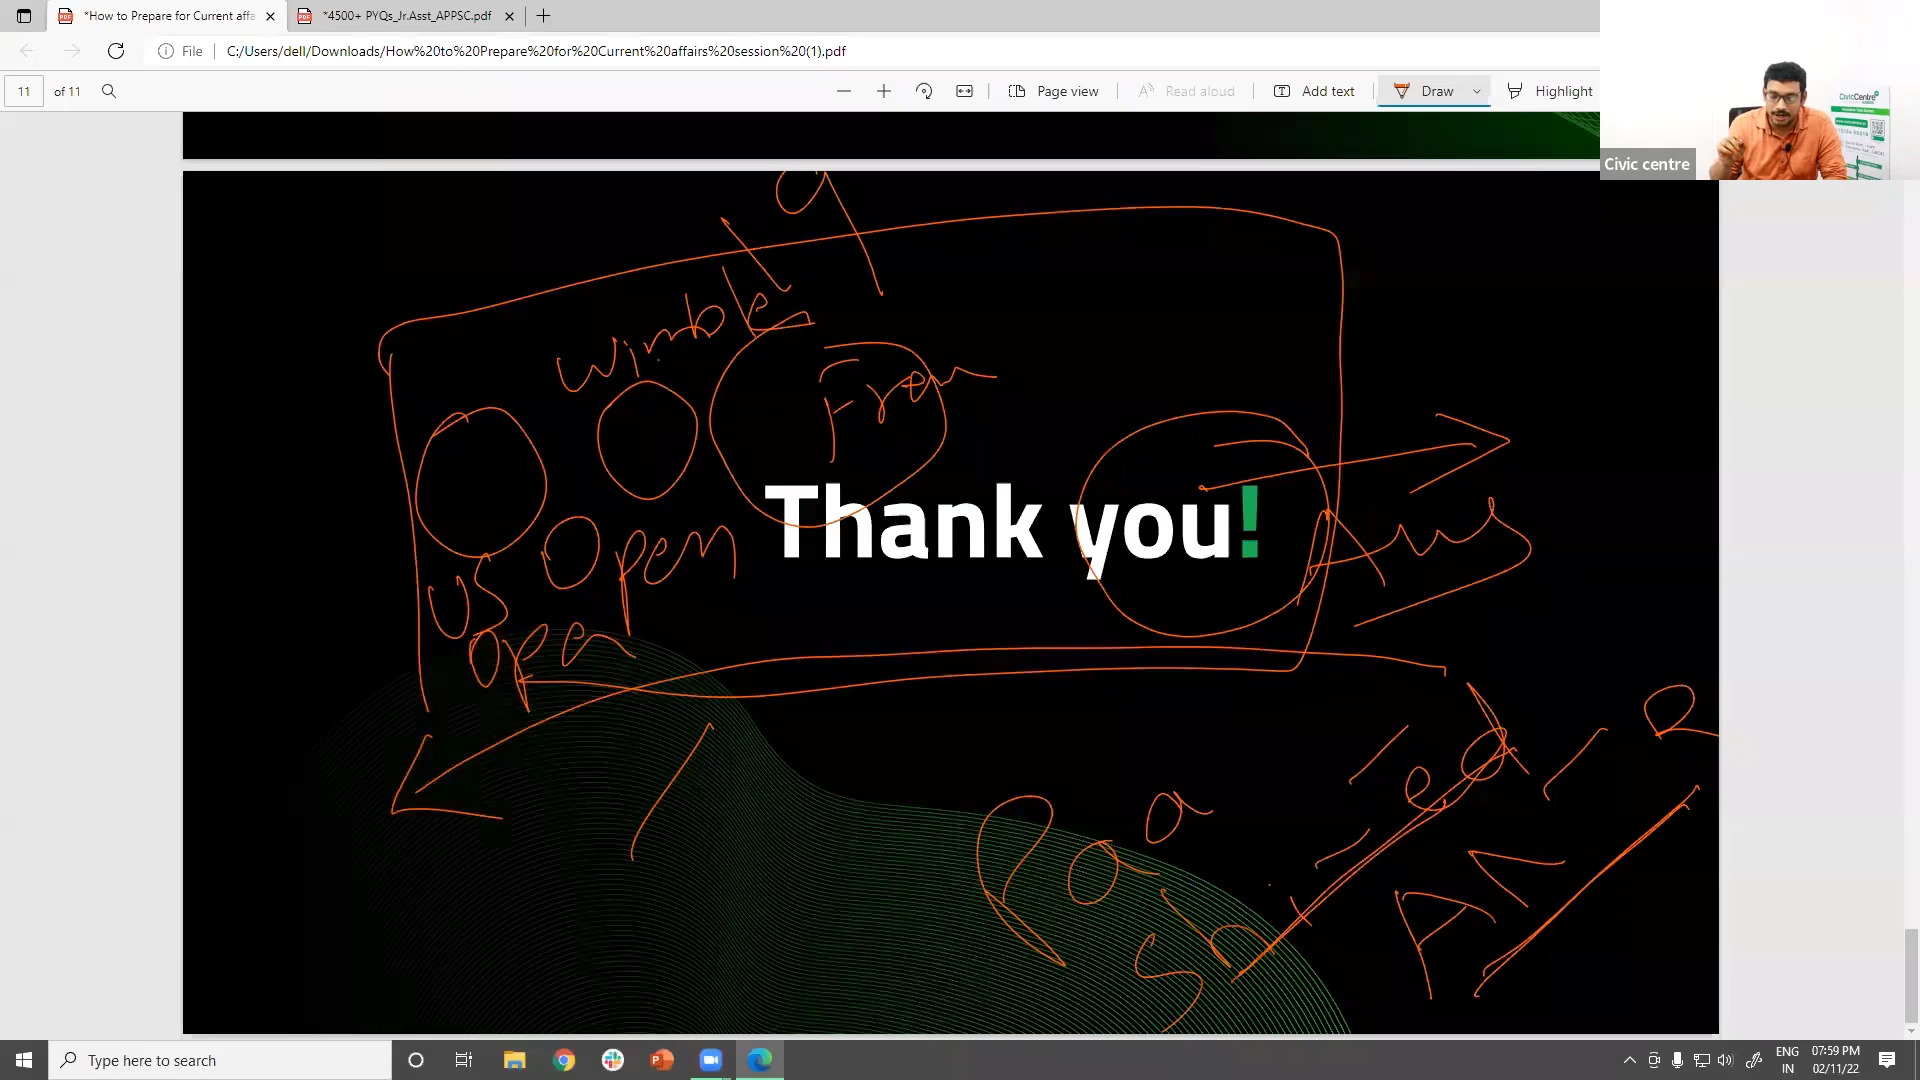 *How to Prepare for Current affa
*4500+ PYQs_Jr.Asst_APPSC.pdf
File
C:/Users/dell/Downloads/How%20to%20Prepare%20for%20Current%20affairs%20session%20(1).pdf
11 of 11
Page view
Read aloud
Add text
Draw
Highlight
CivicCentre
Civic centre
Wimble
Fren
Thank you!
Aus
Open
US
open
Type here to search
ENG
IN
07:59 PM
02/11/22